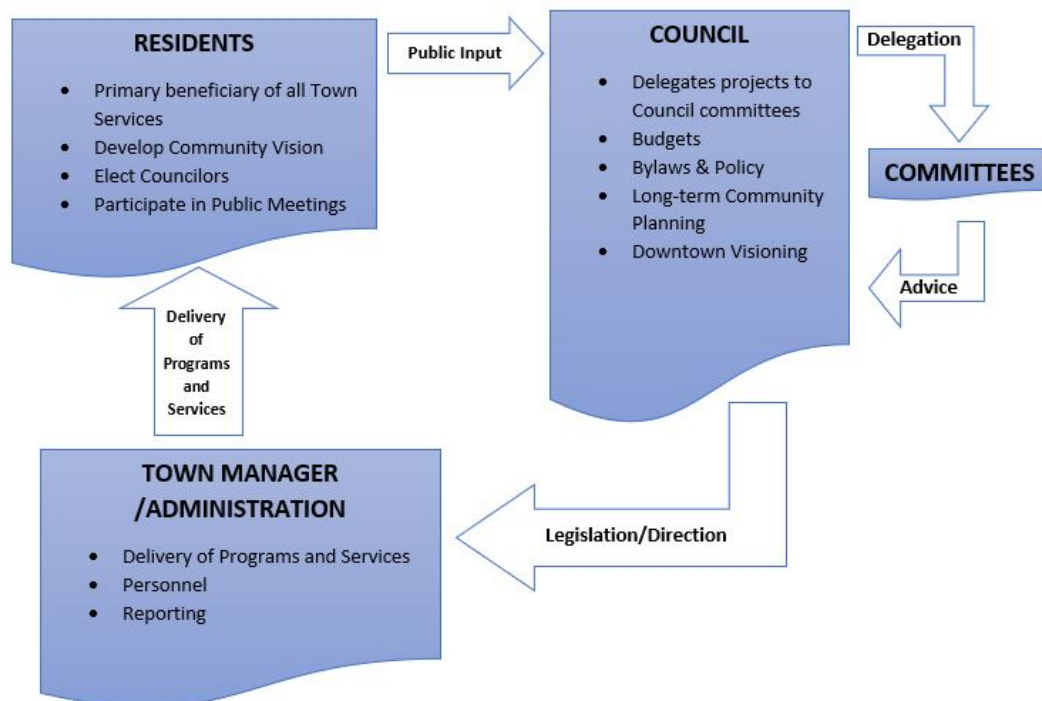 RESIDENTS
• Primary beneficiary of all Town
Services
• Develop Community Vision
• Elect Councilors
• Participate in Public Meetings
Public Input
COUNCIL
• Delegates projects to
Council committees
• Budgets
• Bylaws & Policy
• Long-term Community
Planning
• Downtown Visioning
Delegation
COMMITTEES
Advice
Delivery
of
Programs
and
Services
TOWN MANAGER
/ADMINISTRATION
• Delivery of Programs and Services
• Personnel
• Reporting
Legislation/Direction